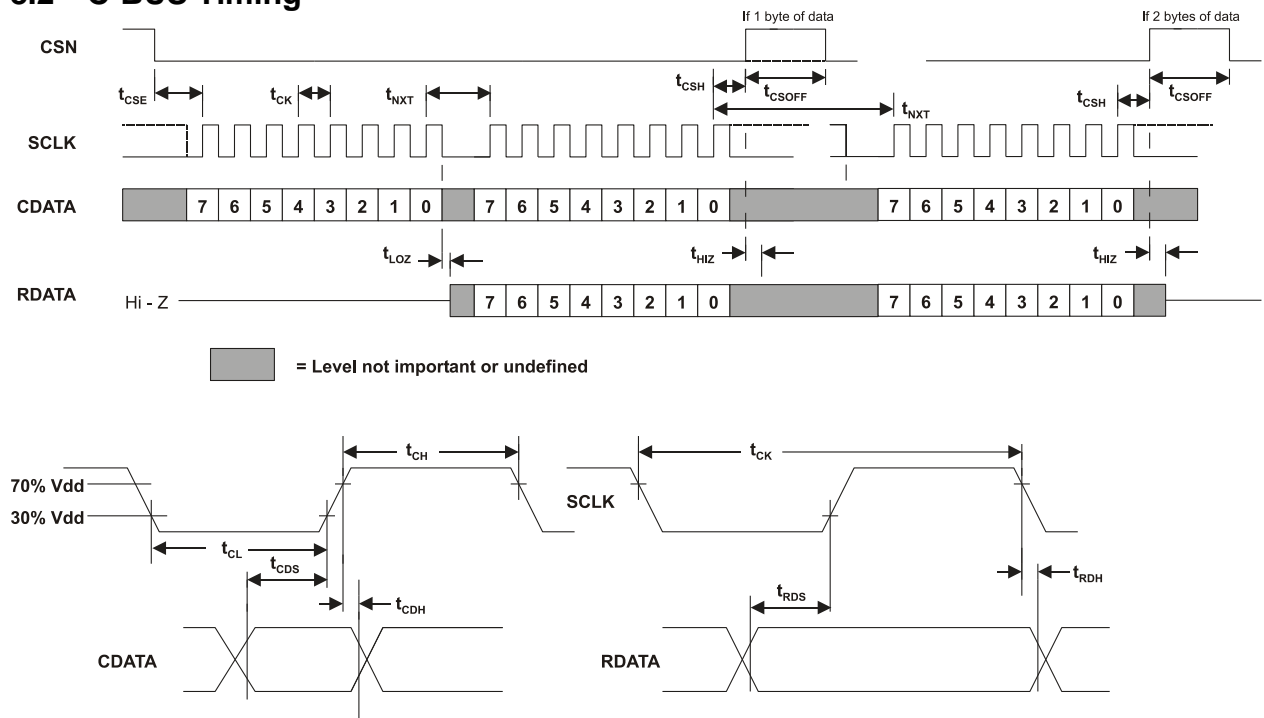 C-BUS Timing
If 1 byte of data
If 2 bytes of data
CSN
tCSE
tCK
tNXT
tCSH
tCSOFF
tNXT
tCSH
tCSOFF
SCLK
CDATA
7 6 5 4 3 2 1 0
7 6 5 4 3 2 1 0
7 6 5 4 3 2 1 0
tLOZ
tHIZ
tHIZ
RDATA
Hi - Z
7 6 5 4 3 2 1 0
7 6 5 4 3 2 1 0
= Level not important or undefined
tCH
70% Vdd
30% Vdd
tCL
tCDS
tCDH
CDATA
tCK
SCLK
tRDS
tRDH
RDATA